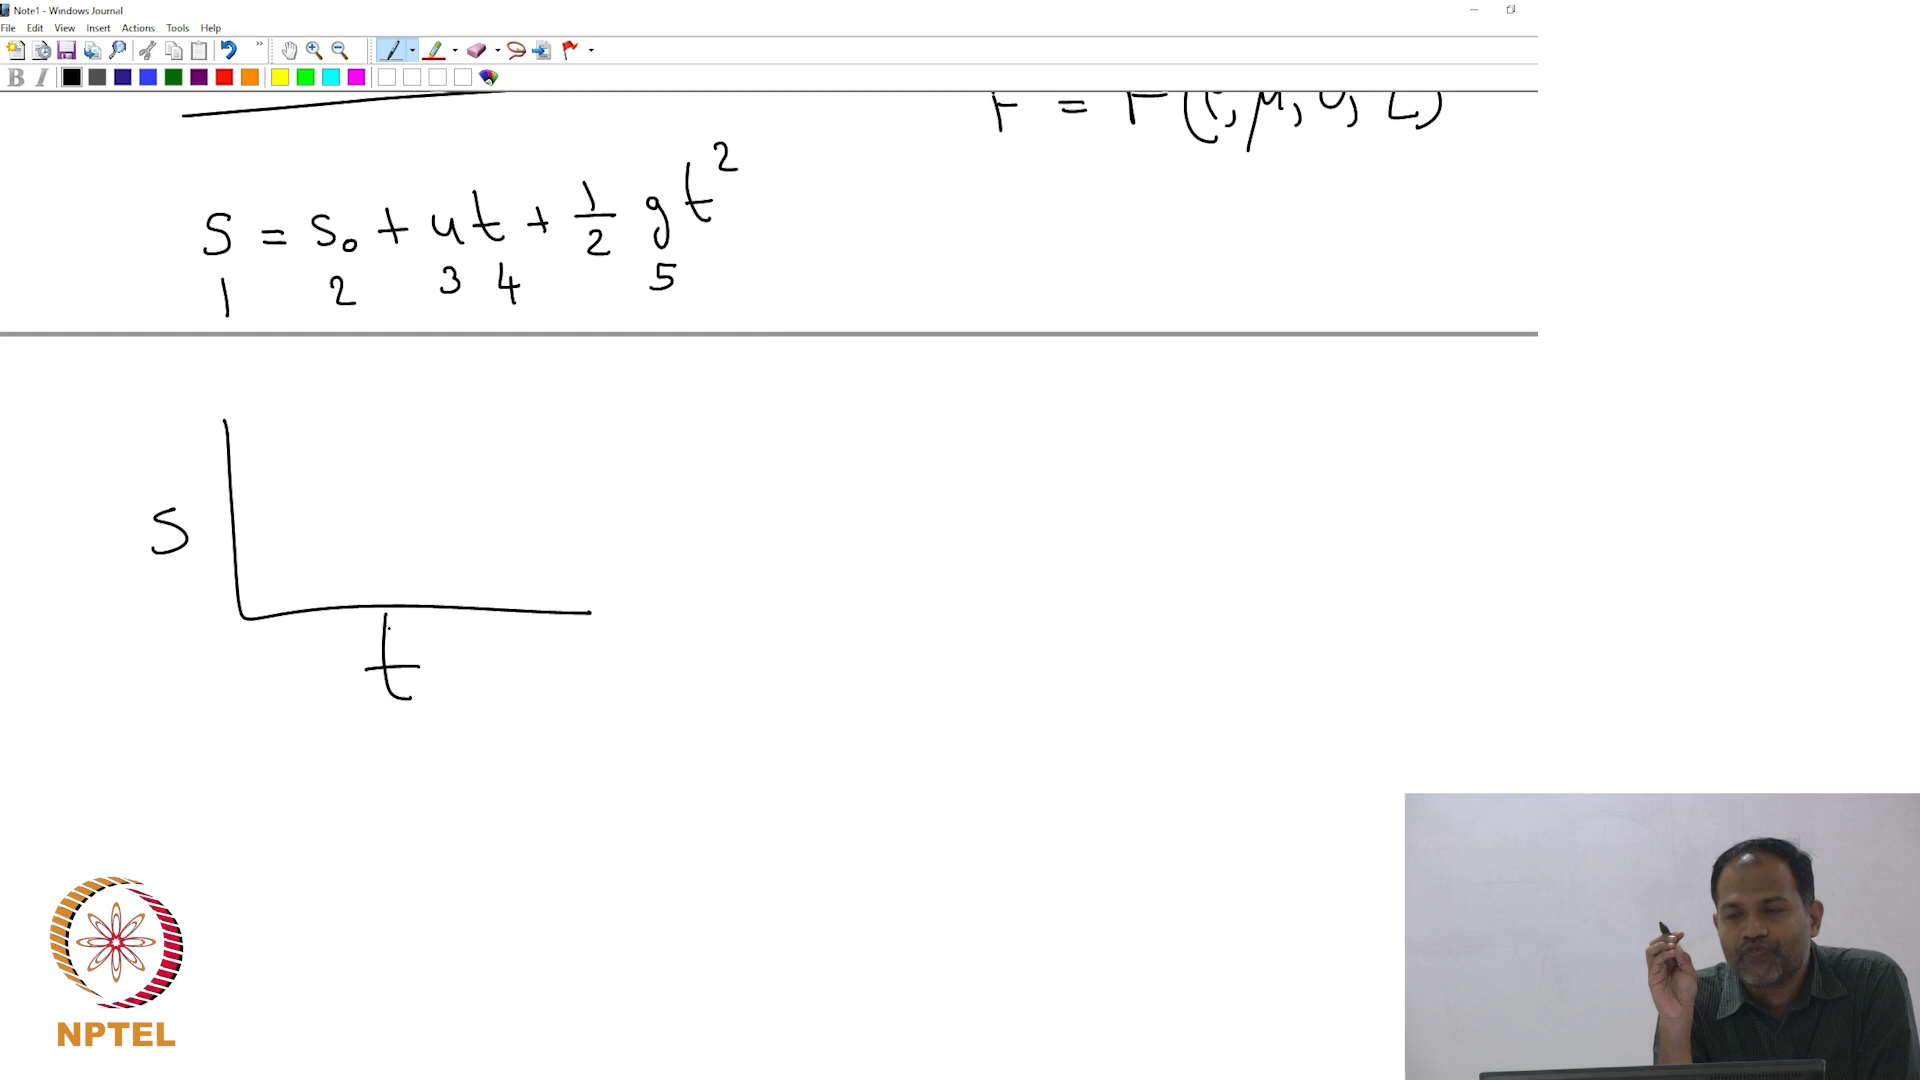 Note1 - Windows Journal
File Edit View Insert Actions Tools Help
B I
F = F(ρ, μ, U, L)
S = S₀ + ut + 1/2 gt²
1 2 3 4 5
S
t
NPTEL